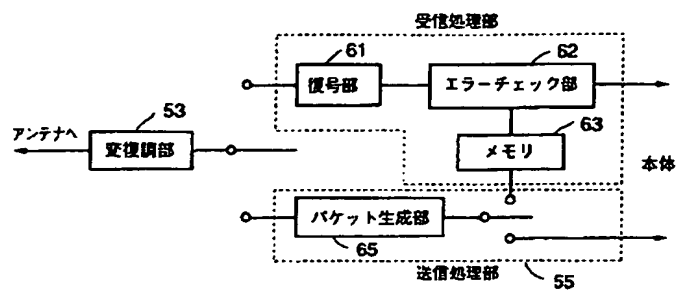 受信処理部
61
62
復号部
エラーチェック部
53
63
アンテナへ
変復調部
メモリ
本体
パケット生成部
65
送信処理部
55